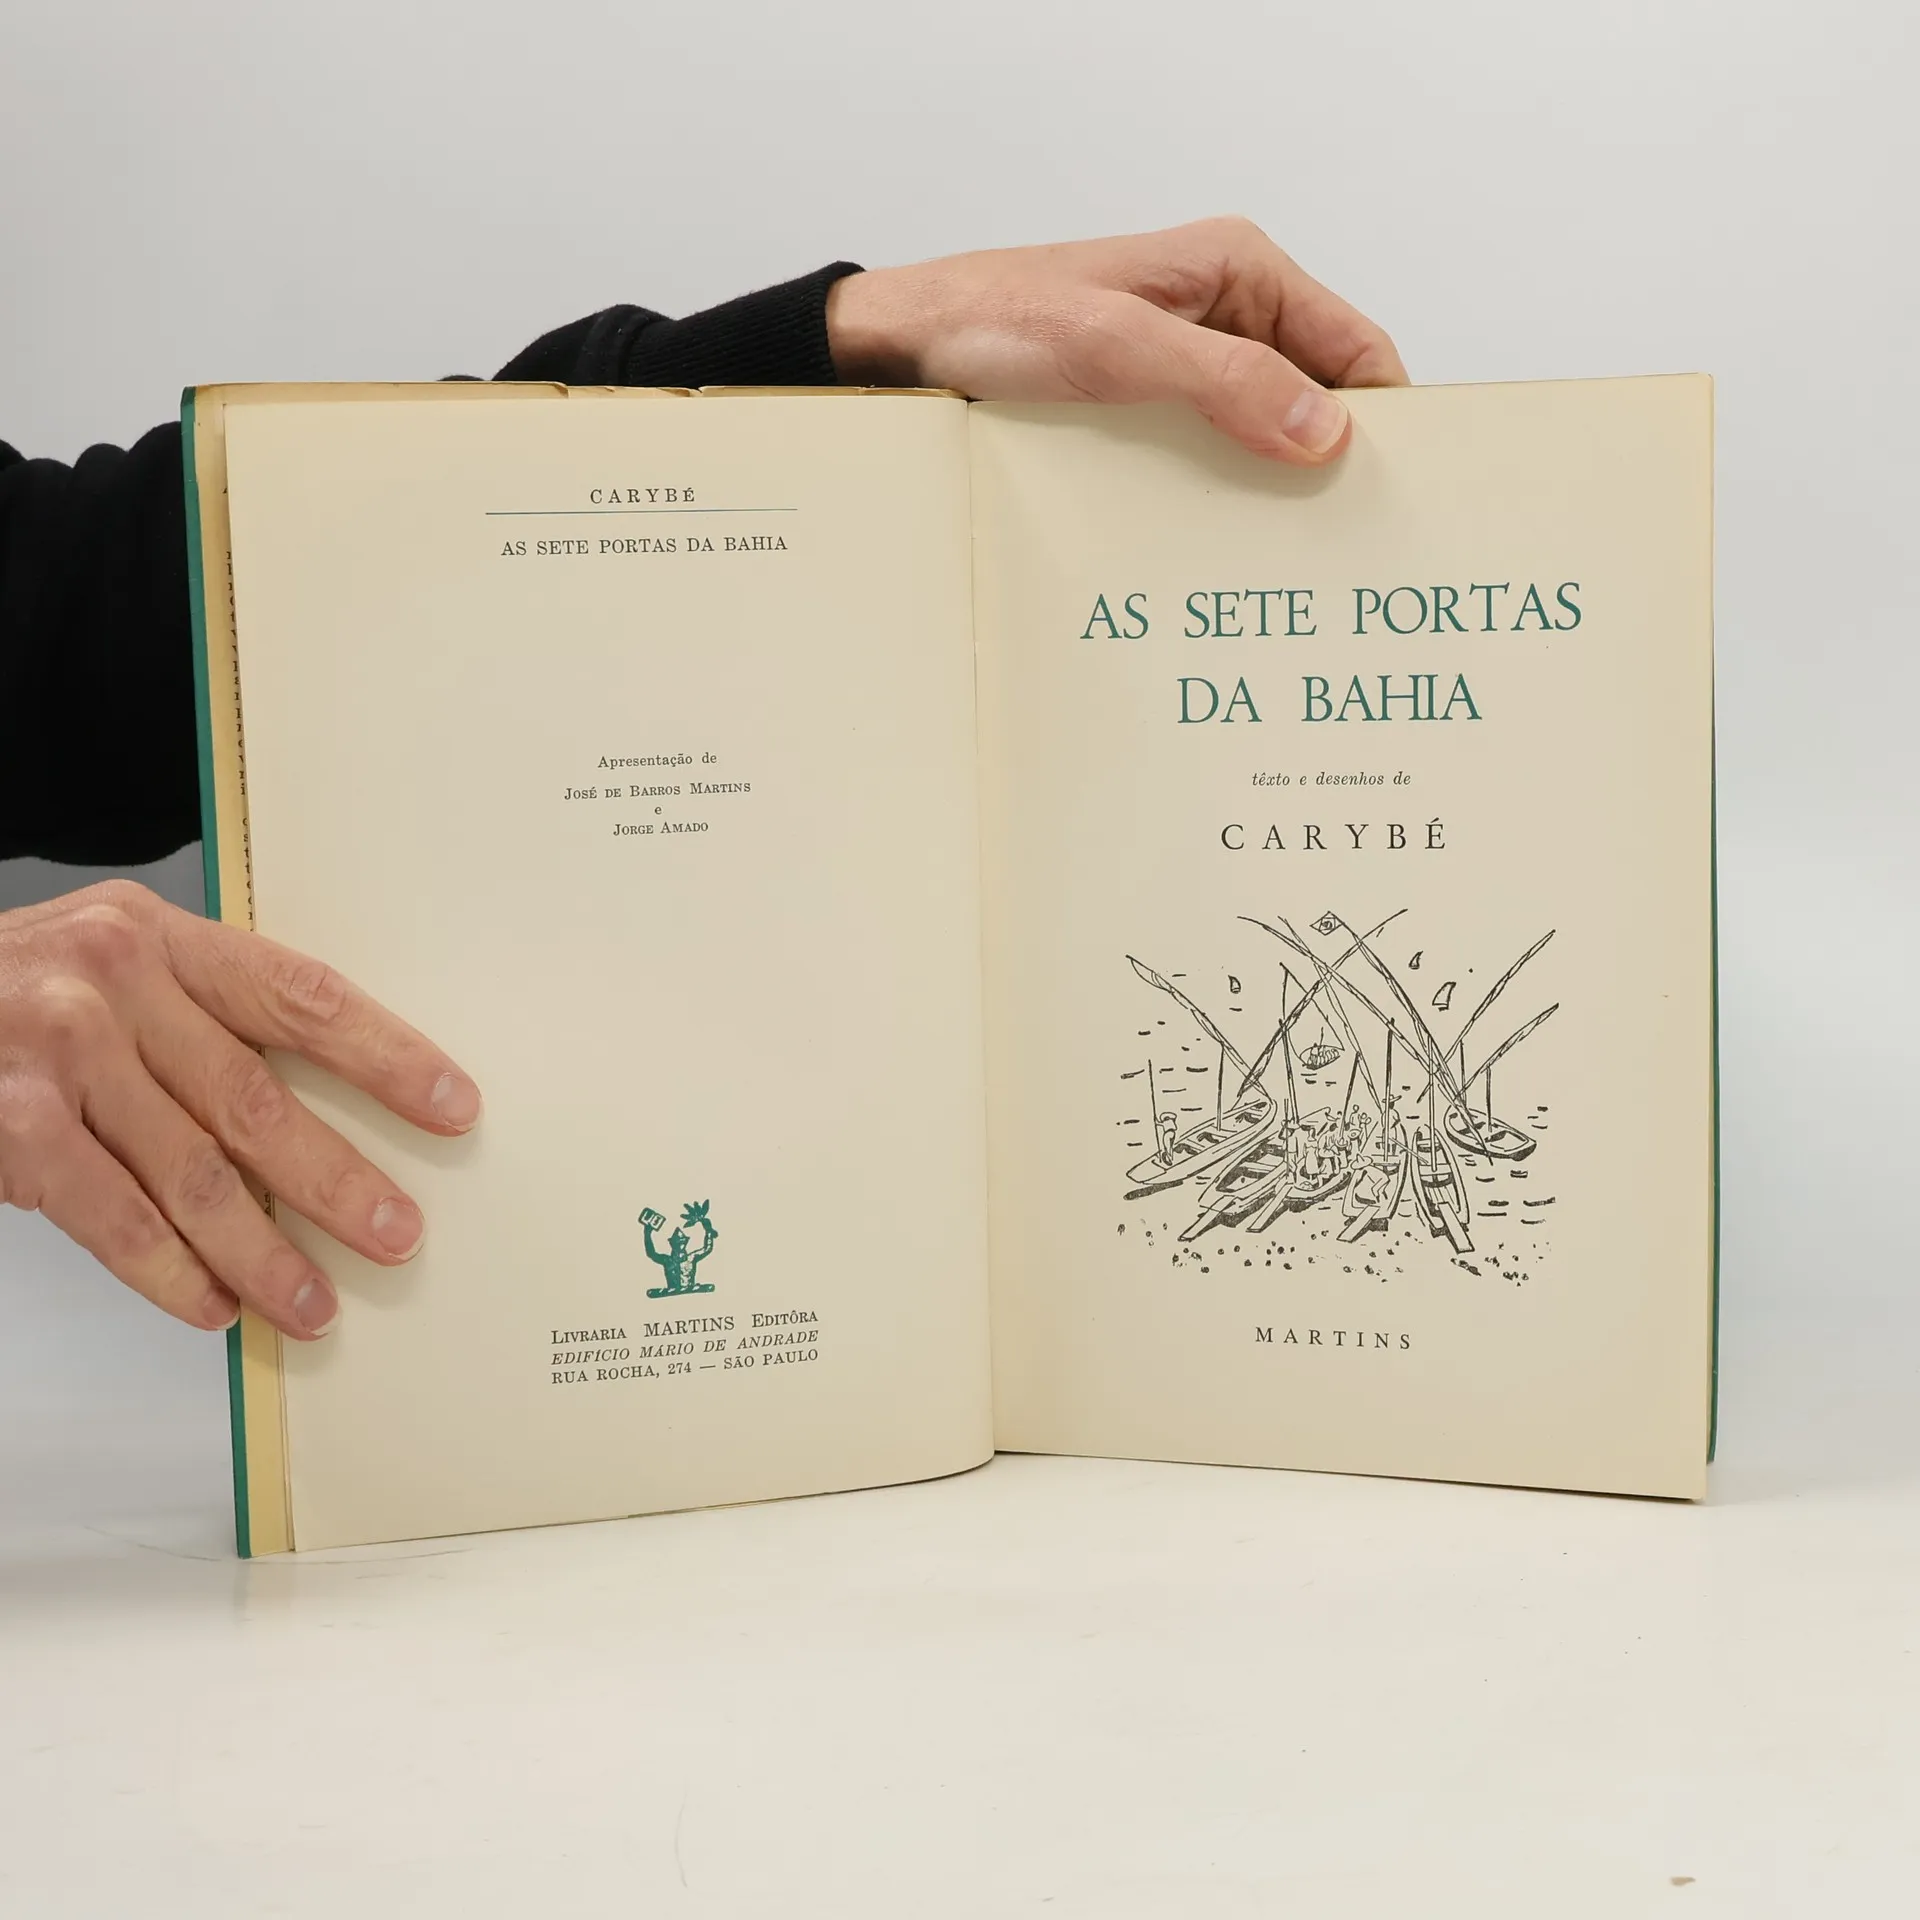 CARYBÉ
AS SETE PORTAS DA BAHIA
Apresentação de
JOSÉ DE BARROS MARTINS
e
JORGE AMADO
LIVRARIA MARTINS EDITÔRA
EDIFÍCIO MÁRIO DE ANDRADE
RUA ROCHA, 274 — SÃO PAULO
AS SETE PORTAS
DA BAHIA
têxto e desenhos de
CARYBÉ
MARTINS